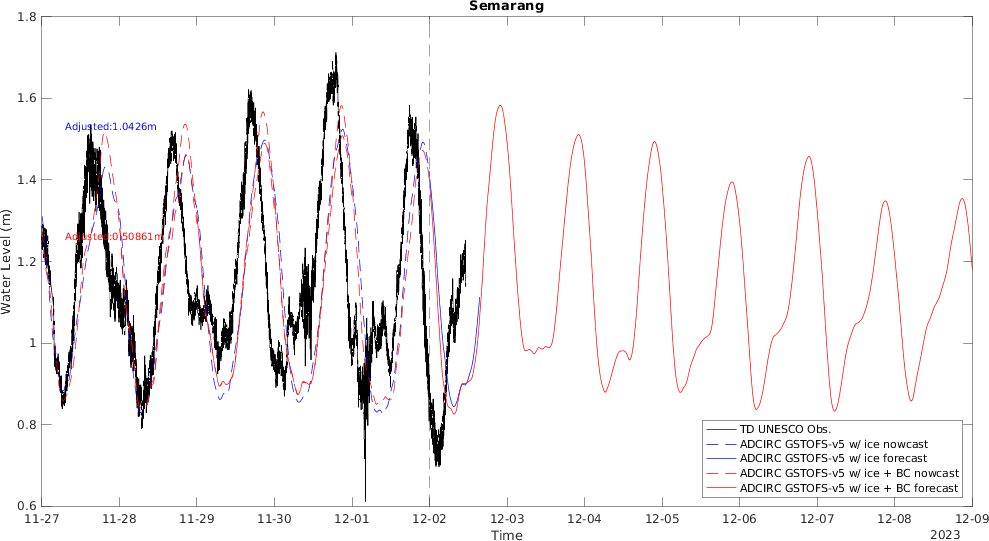 Semarang
1.8
1.6
1.4
1.2
1
0.8
0.6
Water Level (m)
Adjusted:1.0426m
Adjusted:0.50861m
TD UNESCO Obs.
ADCIRC GSTOFS-v5 w/ ice nowcast
ADCIRC GSTOFS-v5 w/ ice forecast
ADCIRC GSTOFS-v5 w/ ice + BC nowcast
ADCIRC GSTOFS-v5 w/ ice + BC forecast
11-27 11-28 11-29 11-30 12-01 12-02 12-03 12-04 12-05 12-06 12-07 12-08 12-09
Time
2023